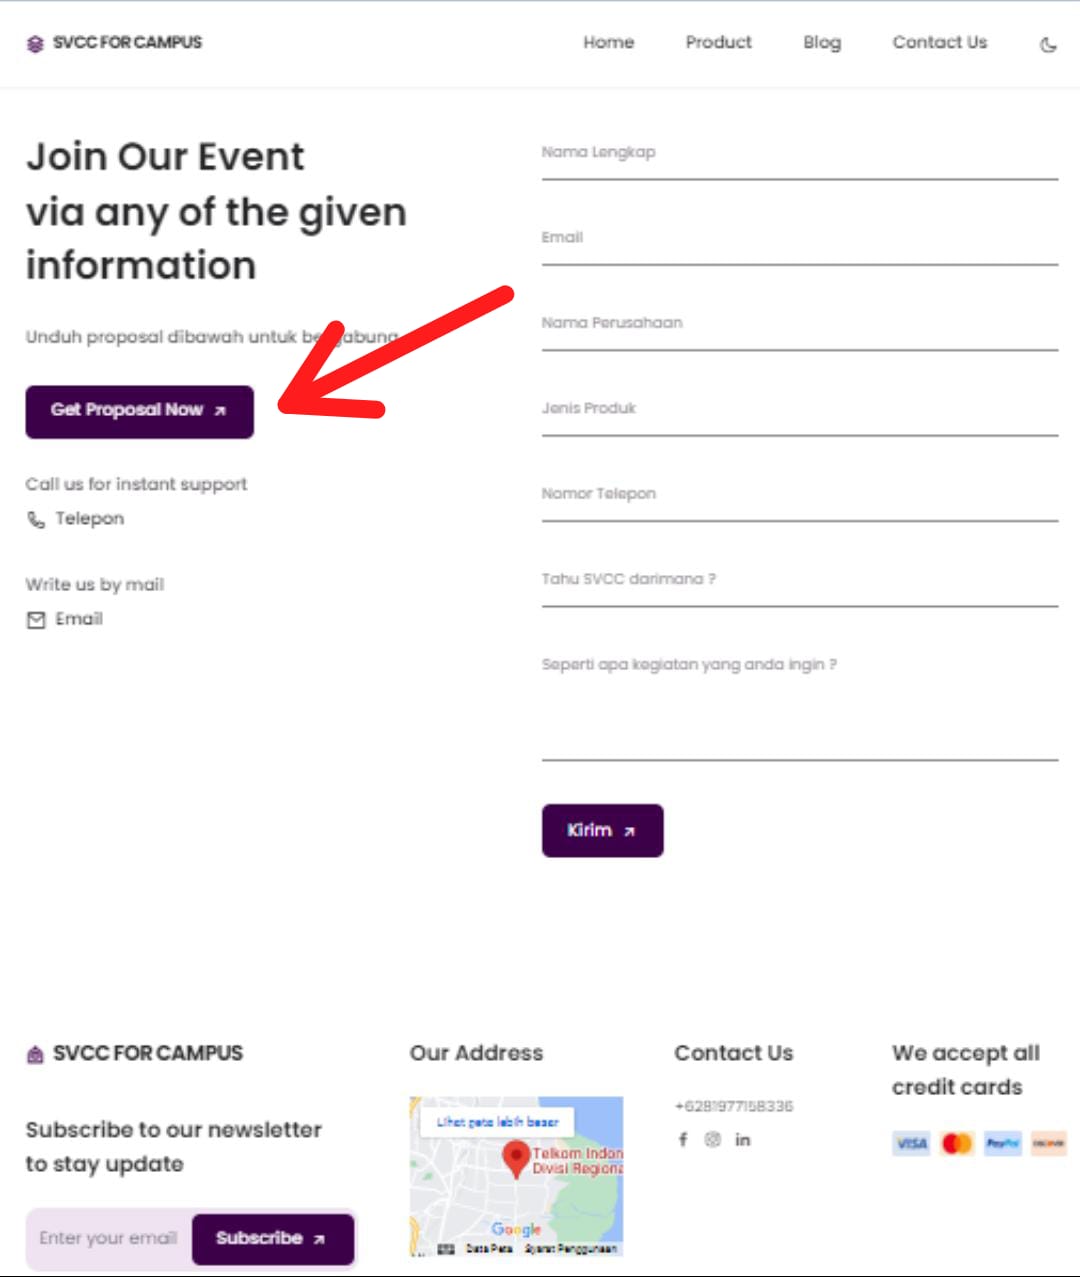 SVCC FOR CAMPUS
Home
Product
Blog
Contact Us
Join Our Event
via any of the given
information
Unduh proposal dibawah untuk bergabung
Get Proposal Now
Call us for instant support
Telepon
Write us by mail
Email
Nama Lengkap
Email
Nama Perusahaan
Jenis Produk
Nomor Telepon
Tahu SVCC darimana ?
Seperti apa kegiatan yang anda ingin ?
Kirim
SVCC FOR CAMPUS
Subscribe to our newsletter
to stay update
Enter your email
Subscribe
Our Address
Lihat peta lebih besar
Telkom Indon
Divisi Regiona
Google
Data Peta
Syarat Penggunaan
Contact Us
+6281977158336
We accept all
credit cards
VISA
PayPal
DISCOVER